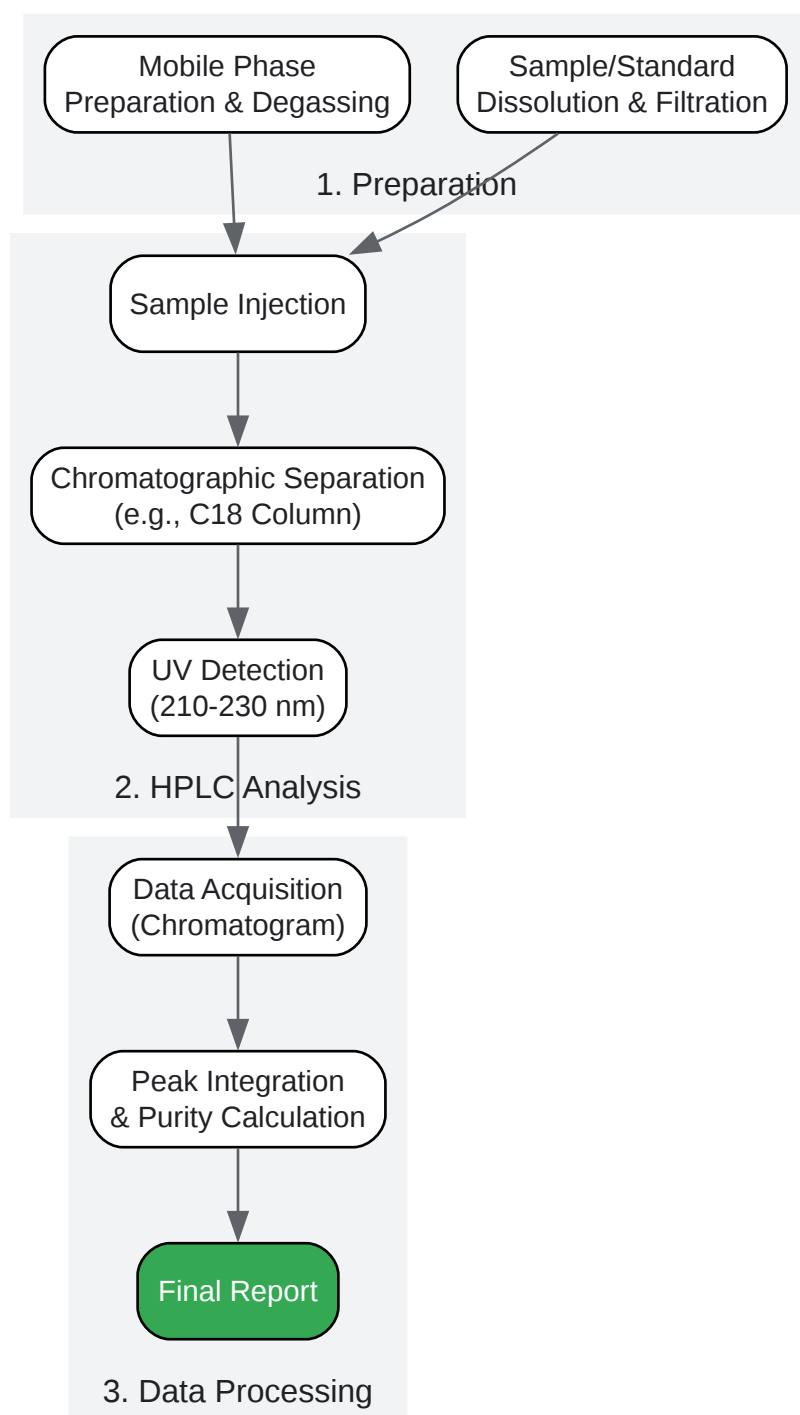 Mobile Phase
Preparation & Degassing
Sample/Standard
Dissolution & Filtration
1. Preparation
Sample Injection
Chromatographic Separation
(e.g., C18 Column)
UV Detection
(210-230 nm)
2. HPLC Analysis
Data Acquisition
(Chromatogram)
Peak Integration
& Purity Calculation
Final Report
3. Data Processing